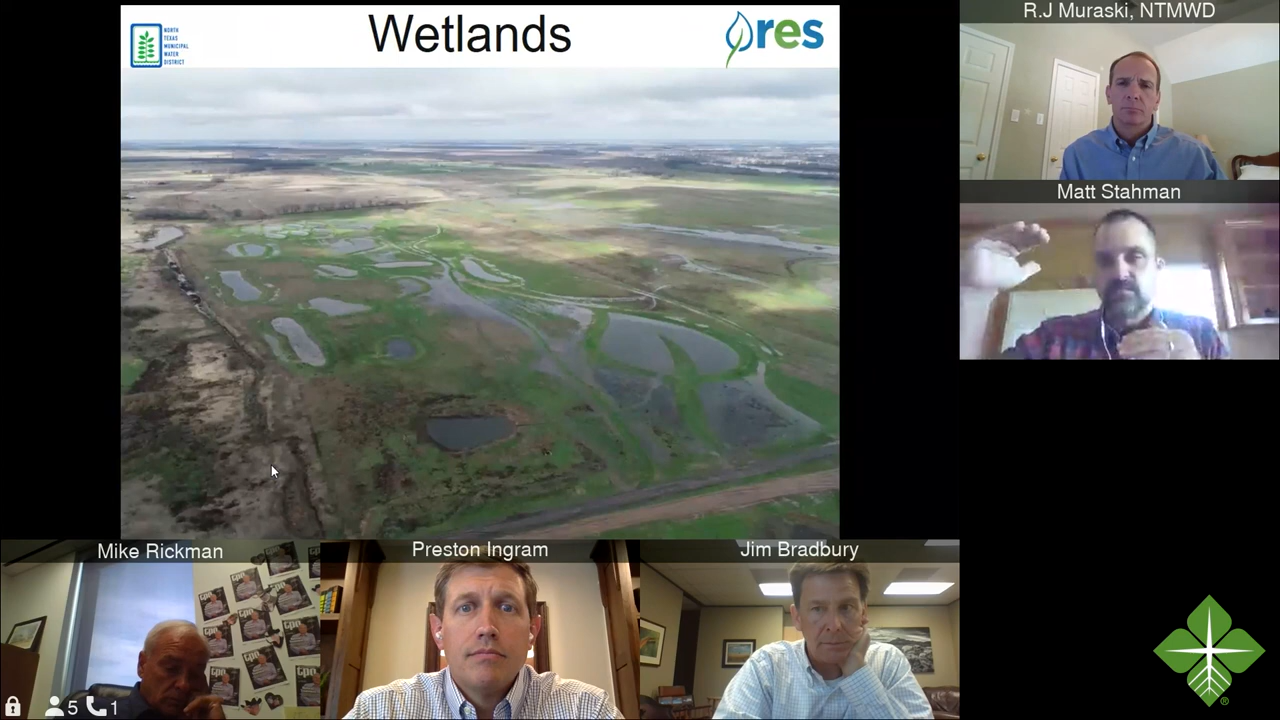 NORTH
TEXAS
MUNICIPAL
WATER
DISTRICT
Wetlands
res
R.J Muraski, NTMWD
Matt Stahman
Mike Rickman
Preston Ingram
Jim Bradbury
tpo
5
1
®